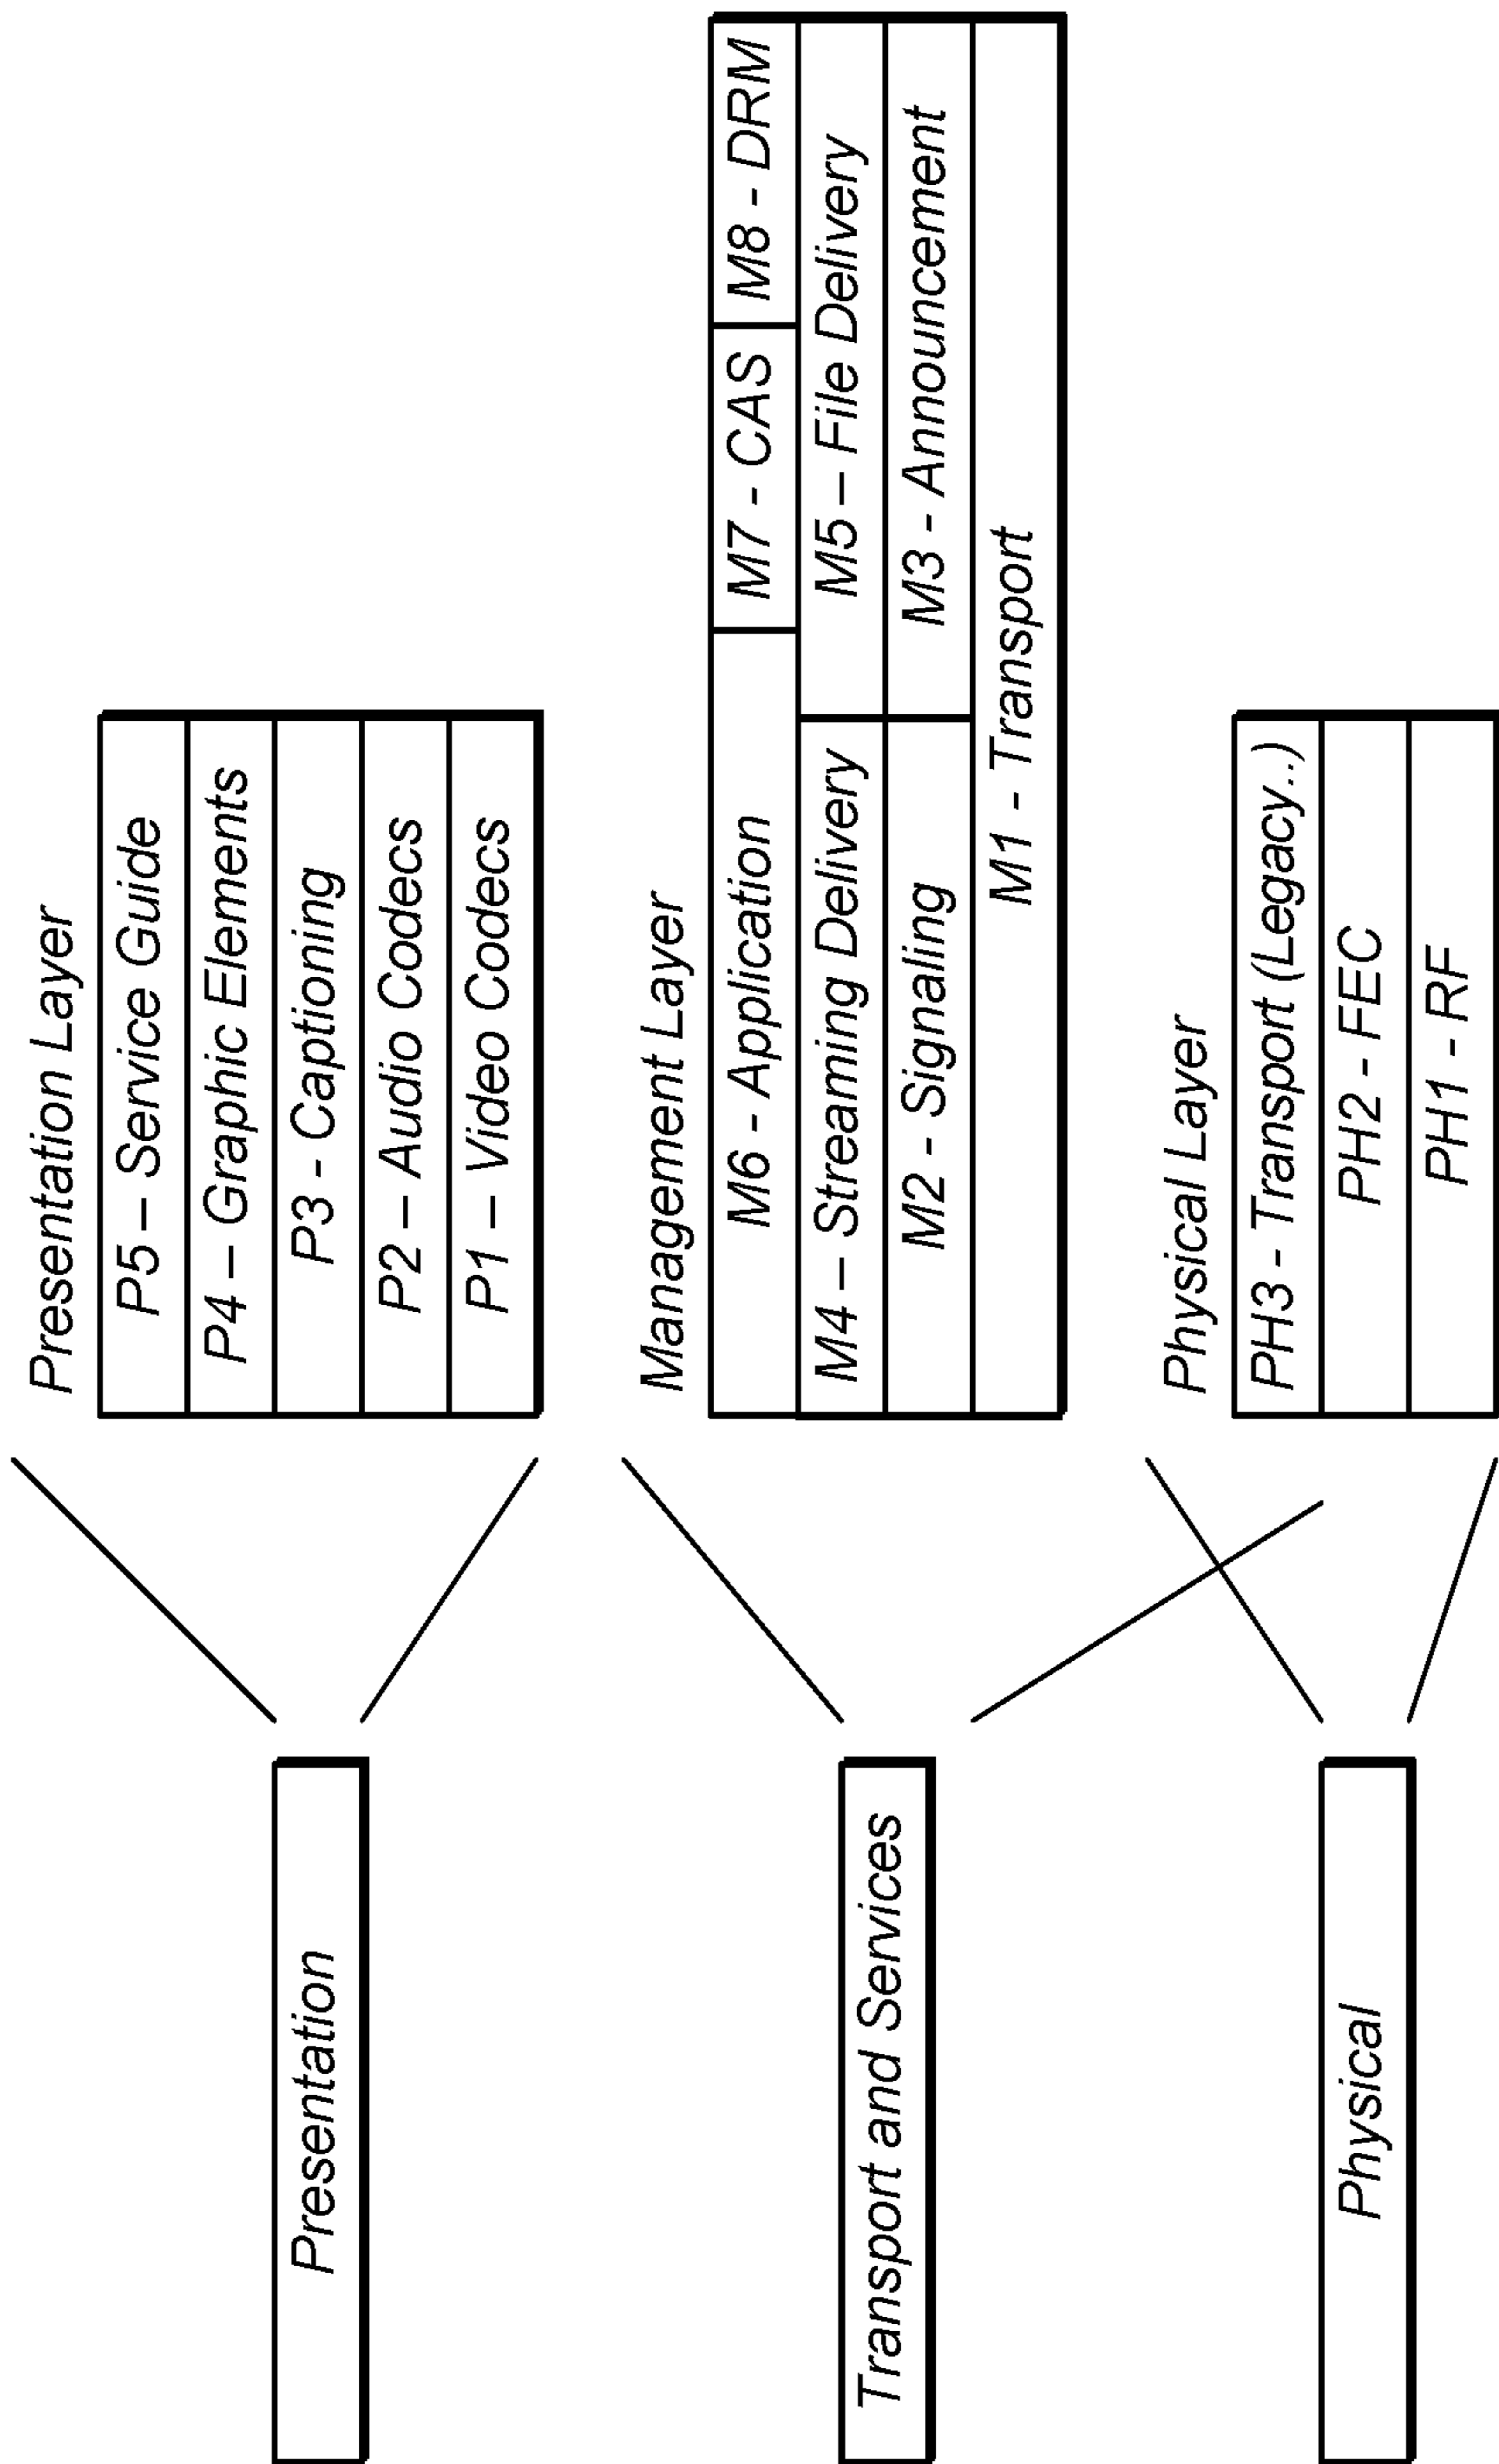 Presentation
Transport and Services
Physical
Presentation Layer
P5 – Service Guide
P4 – Graphic Elements
P3 - Captioning
P2 – Audio Codecs
P1 – Video Codecs
Management Layer
M6 - Application
M7 - CAS
M8 - DRM
M4 – Streaming Delivery
M5 – File Delivery
M2 - Signaling
M3 - Announcement
M1 - Transport
Physical Layer
PH3 - Transport (Legacy..)
PH2 - FEC
PH1 - RF